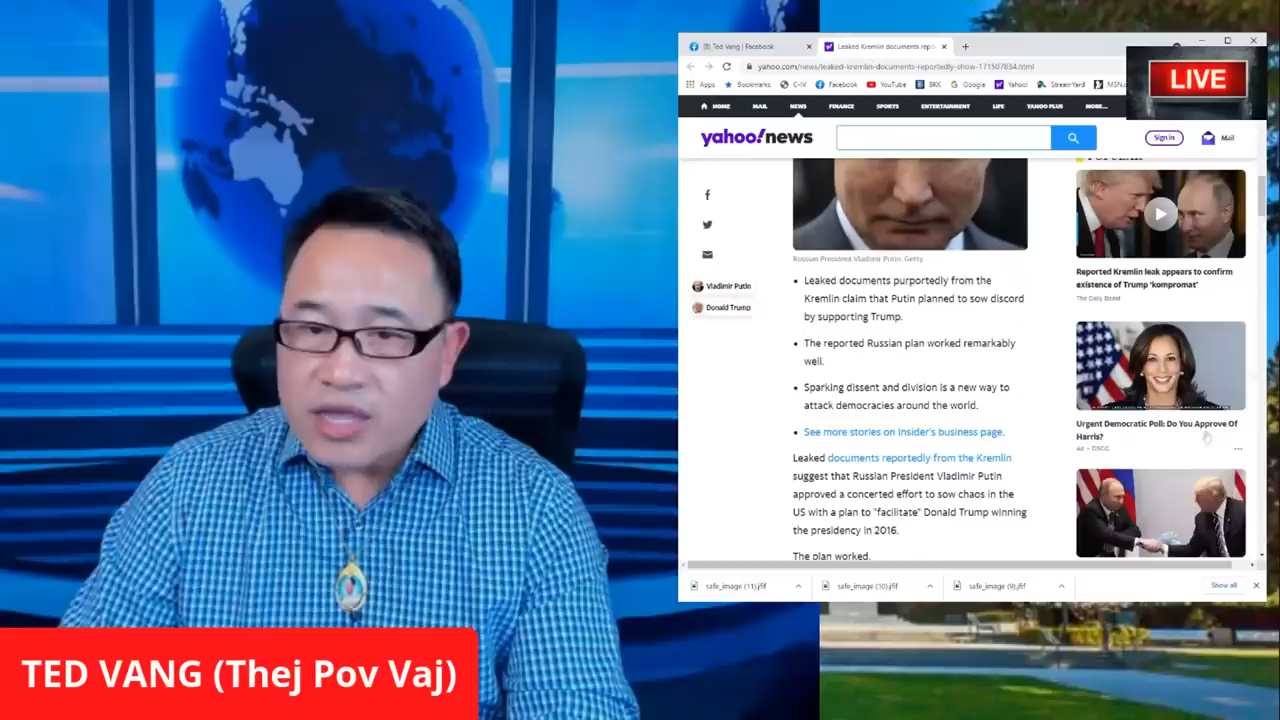 Ted Vang | Facebook
Leaked Kremlin documents repo
yahoo.com/news/leaked-kremlin-documents-reportedly-show-171507834.html
LIVE
Apps
Bookmarks
C-IV
Facebook
YouTube
BKK
Google
Yahoo!
StreamYard
MSN
HOME
MAIL
NEWS
FINANCE
SPORTS
ENTERTAINMENT
LIFE
YAHOO PLUS
MORE...
yahoo!news
Sign in
Mail
POPULAR
Vladimir Putin
Donald Trump
Russian President Vladimir Putin. Getty
Leaked documents purportedly from the
Kremlin claim that Putin planned to sow discord
by supporting Trump.
The reported Russian plan worked remarkably
well.
Sparking dissent and division is a new way to
attack democracies around the world.
See more stories on Insider's business page.
Leaked documents reportedly from the Kremlin
suggest that Russian President Vladimir Putin
approved a concerted effort to sow chaos in the
US with a plan to "facilitate" Donald Trump winning
the presidency in 2016.
The plan worked.
Reported Kremlin leak appears to confirm
existence of Trump 'kompromat'
The Daily Beast
Urgent Democratic Poll: Do You Approve Of
Harris?
Ad • DSCC
safe_image (11).jfif
safe_image (10).jfif
safe_image (9).jfif
Show all
TED VANG (Thej Pov Vaj)